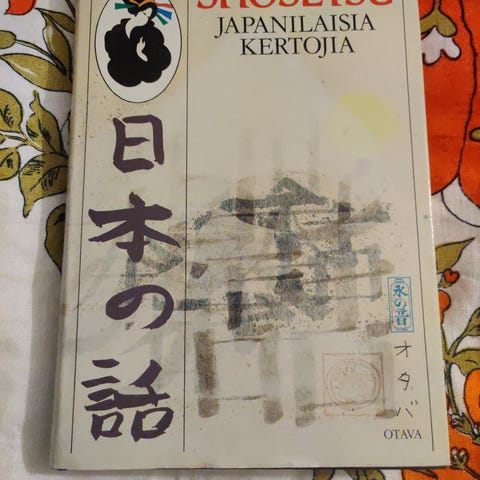 SHOSETSU
JAPANILAISIA
KERTOJIA
日本の話
オタバ
OTAVA